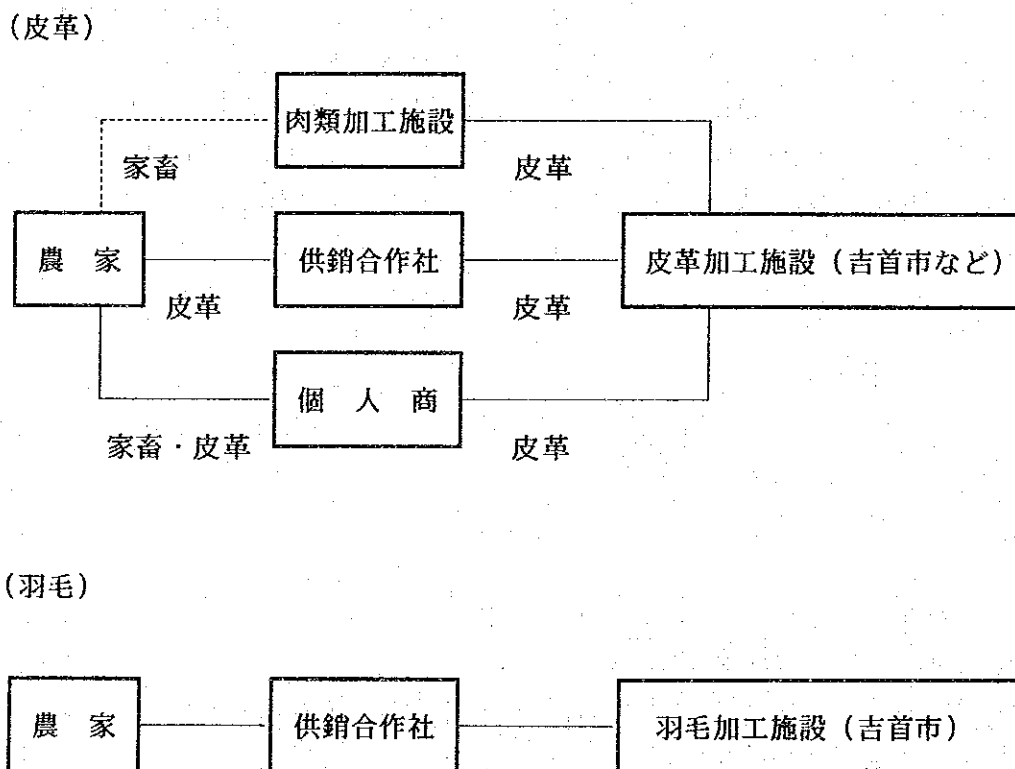 (皮革)
肉類加工施設
家畜
皮革
農 家
供銷合作社
皮革加工施設(吉首市など)
皮革
皮革
個 人 商
家畜・皮革
皮革
(羽毛)
農 家
供銷合作社
羽毛加工施設(吉首市)